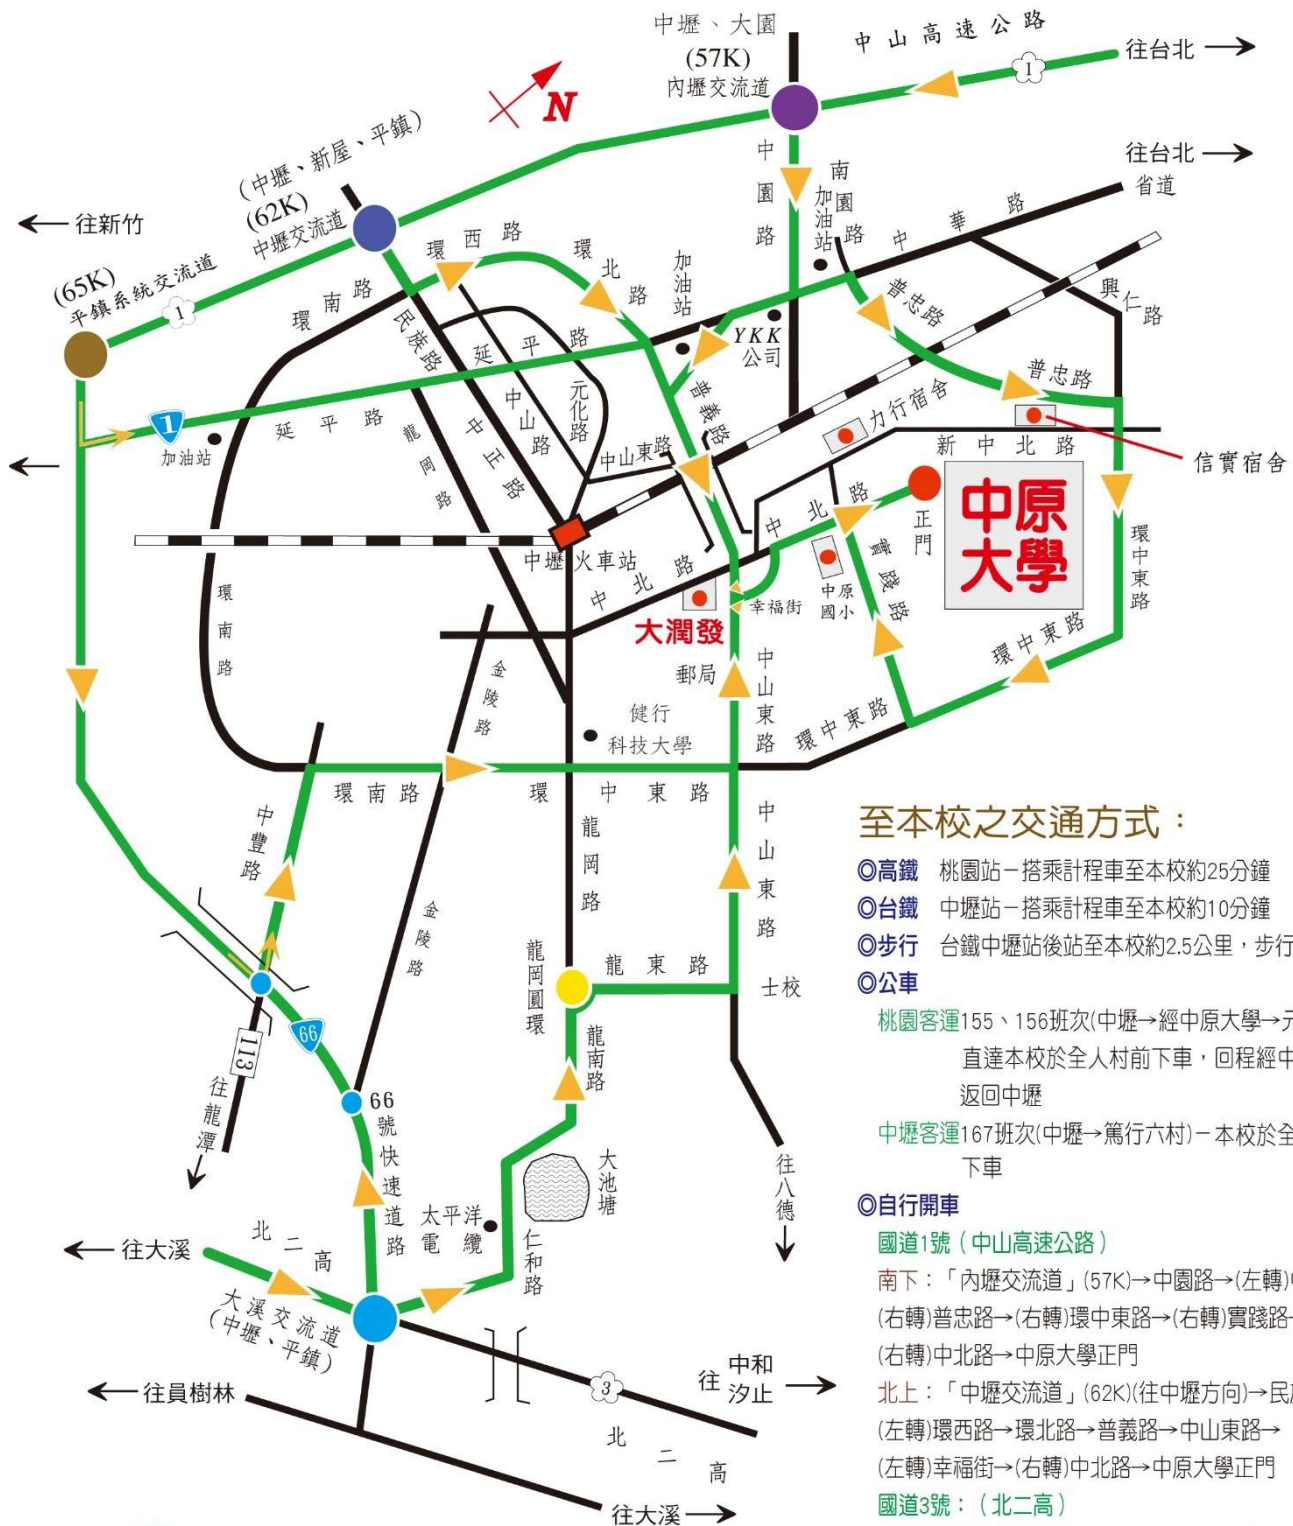 中壢、大園
(57K)
內壢交流道
中山高速公路
1
往台北
N
(中壢、新屋、平鎮)
(62K)
中壢交流道
往新竹
(65K)
平鎮系統交流道
1
環南路
環西路
環北路
加油站
中園路
南園路
加油站
中華路
往台北
省道
興仁路
普忠路
普忠路
YKK
公司
民族路
延平路
元化路
中山路
中正路
龍岡路
延平路
1
加油站
普義路
中山東路
力行宿舍
新中北路
信實宿舍
中原
大學
正門
中北路
中壢火車站
中北路
實踐路
中原
國小
幸福街
大潤發
郵局
中山東路
環中東路
環中東路
環中東路
環南路
金陵路
健行
科技大學
環南路
環中東路
中豐路
龍岡路
中山東路
金陵路
龍岡圓環
龍東路
士校
66
113
往龍潭
66
號快速道路
龍南路
大池塘
太平洋
電纜
仁和路
往八德
往大溪
北二高
大溪交流道
(中壢、平鎮)
往員樹林
3
往
中和
汐止
北二高
往大溪
至本校之交通方式：
◎高鐵 桃園站－搭乘計程車至本校約25分鐘
◎台鐵 中壢站－搭乘計程車至本校約10分鐘
◎步行 台鐵中壢站後站至本校約2.5公里，步行
◎公車
桃園客運155、156班次(中壢→經中原大學→元
直達本校於全人村前下車，回程經中
返回中壢
中壢客運167班次(中壢→篤行六村)－本校於全
下車
◎自行開車
國道1號（中山高速公路）
南下：「內壢交流道」(57K)→中園路→(左轉)
(右轉)普忠路→(右轉)環中東路→(右轉)實踐路
(右轉)中北路→中原大學正門
北上：「中壢交流道」(62K)(往中壢方向)→民
(左轉)環西路→環北路→普義路→中山東路→
(左轉)幸福街→(右轉)中北路→中原大學正門
國道3號：（北二高）